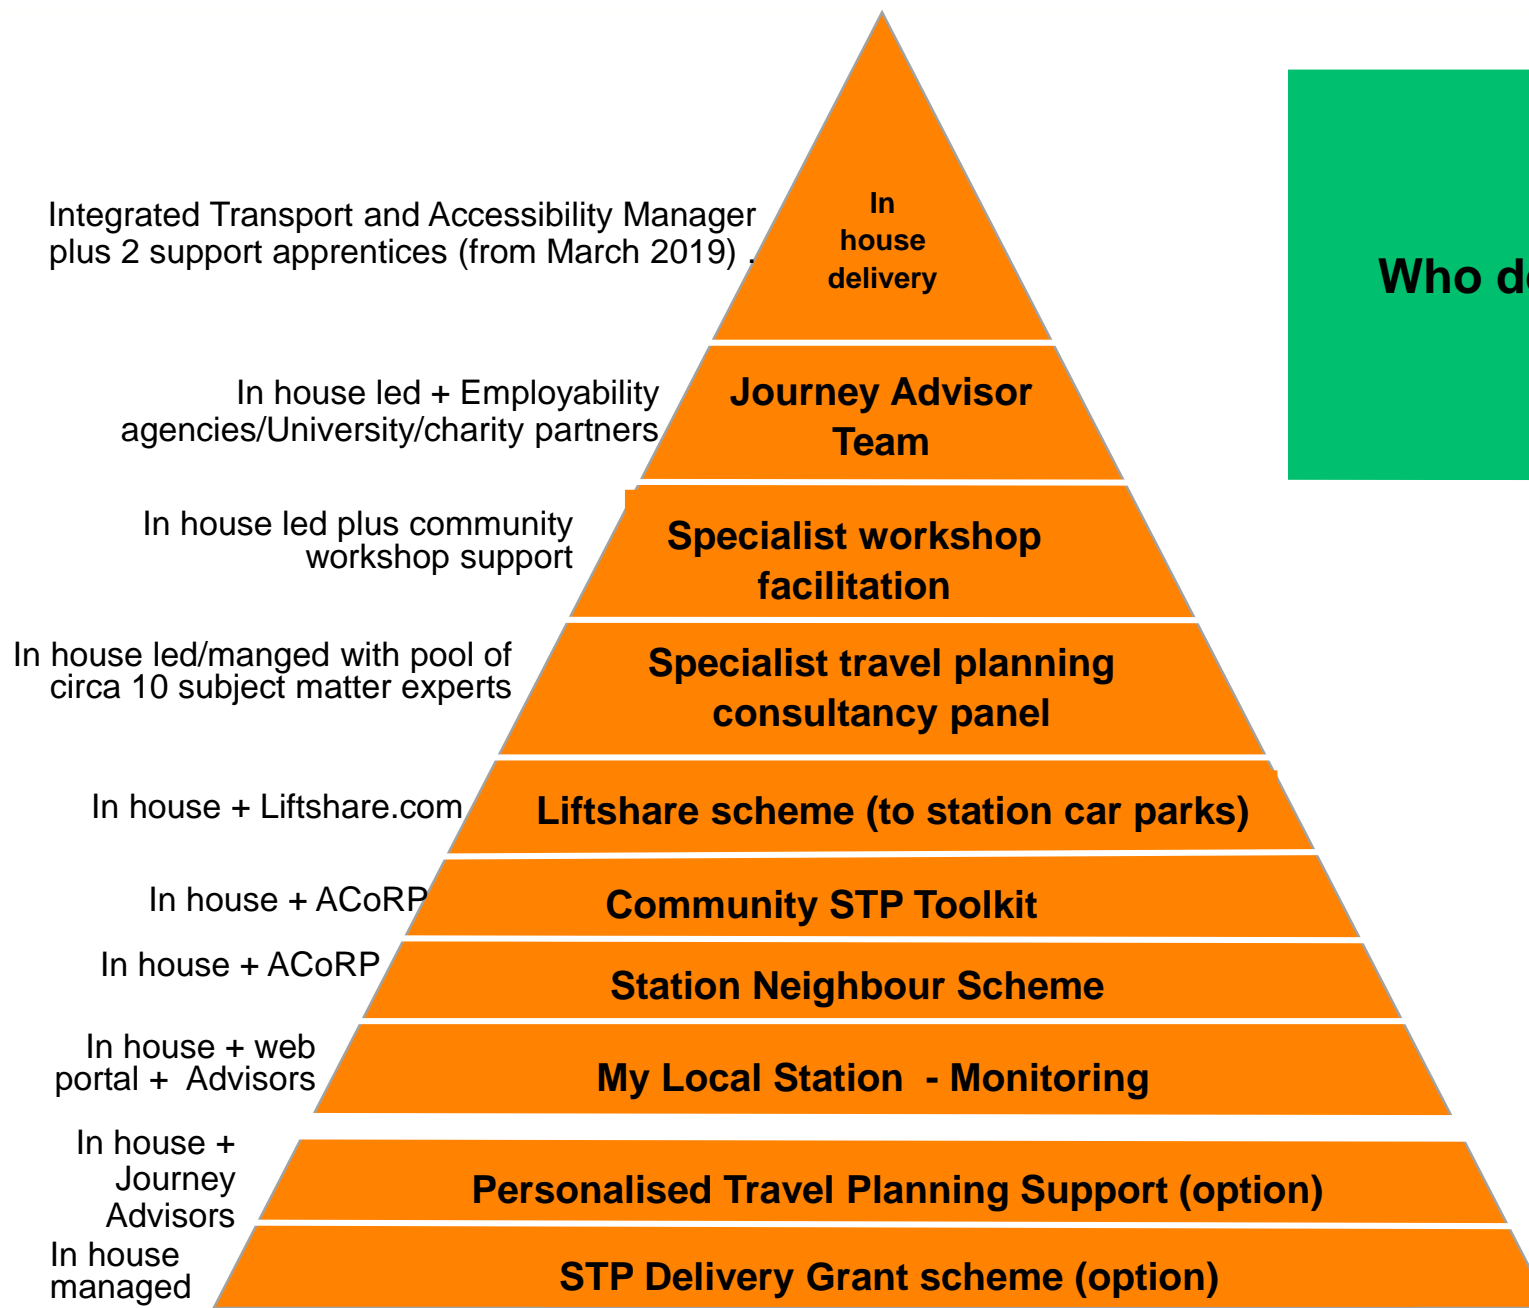 In
house
delivery
Integrated Transport and Accessibility Manager
plus 2 support apprentices (from March 2019) .
Who d
Journey Advisor
Team
In house led + Employability
agencies/University/charity partners
Specialist workshop
facilitation
In house led plus community
workshop support
Specialist travel planning
consultancy panel
In house led/manged with pool of
circa 10 subject matter experts
Liftshare scheme (to station car parks)
In house + Liftshare.com
Community STP Toolkit
In house + ACoRP
Station Neighbour Scheme
In house + ACoRP
My Local Station - Monitoring
In house + web
portal + Advisors
Personalised Travel Planning Support (option)
In house +
Journey
Advisors
STP Delivery Grant scheme (option)
In house
managed